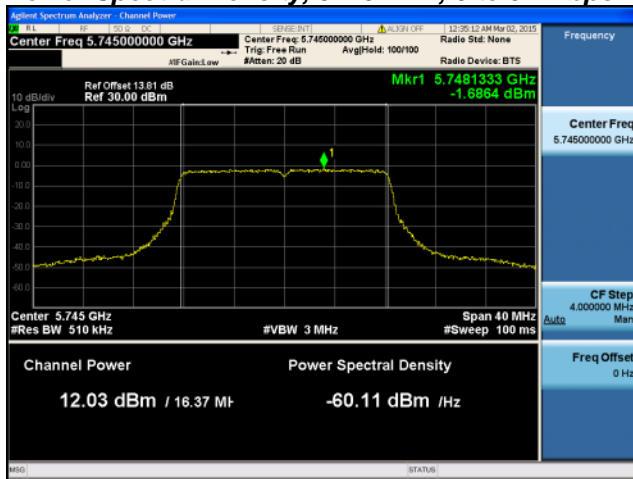 Agilent Spectrum Analyzer - Channel Power
RL RF 50 Ω DC SENSE:INT ALIGN OFF 12:35:12 AM Mar 02, 2015
Center Freq 5.745000000 GHz
Center Freq: 5.745000000 GHz
Radio Std: None
Trig: Free Run Avg|Hold: 100/100
#IFGain:Low #Atten: 20 dB Radio Device: BTS
Frequency
Mkr1 5.7481333 GHz
-1.6864 dBm
Ref Offset 13.81 dB
10 dB/div Ref 30.00 dBm
Log
20.0
10.0
0.00
-10.0
-20.0
-30.0
-40.0
-50.0
-60.0
1
Center Freq
5.745000000 GHz
Center 5.745 GHz Span 40 MHz
#Res BW 510 kHz #VBW 3 MHz #Sweep 100 ms
CF Step
4.000000 MHz
Auto Man
Channel Power Power Spectral Density
12.03 dBm / 16.37 MH -60.11 dBm /Hz
Freq Offset
0 Hz
MSG STATUS